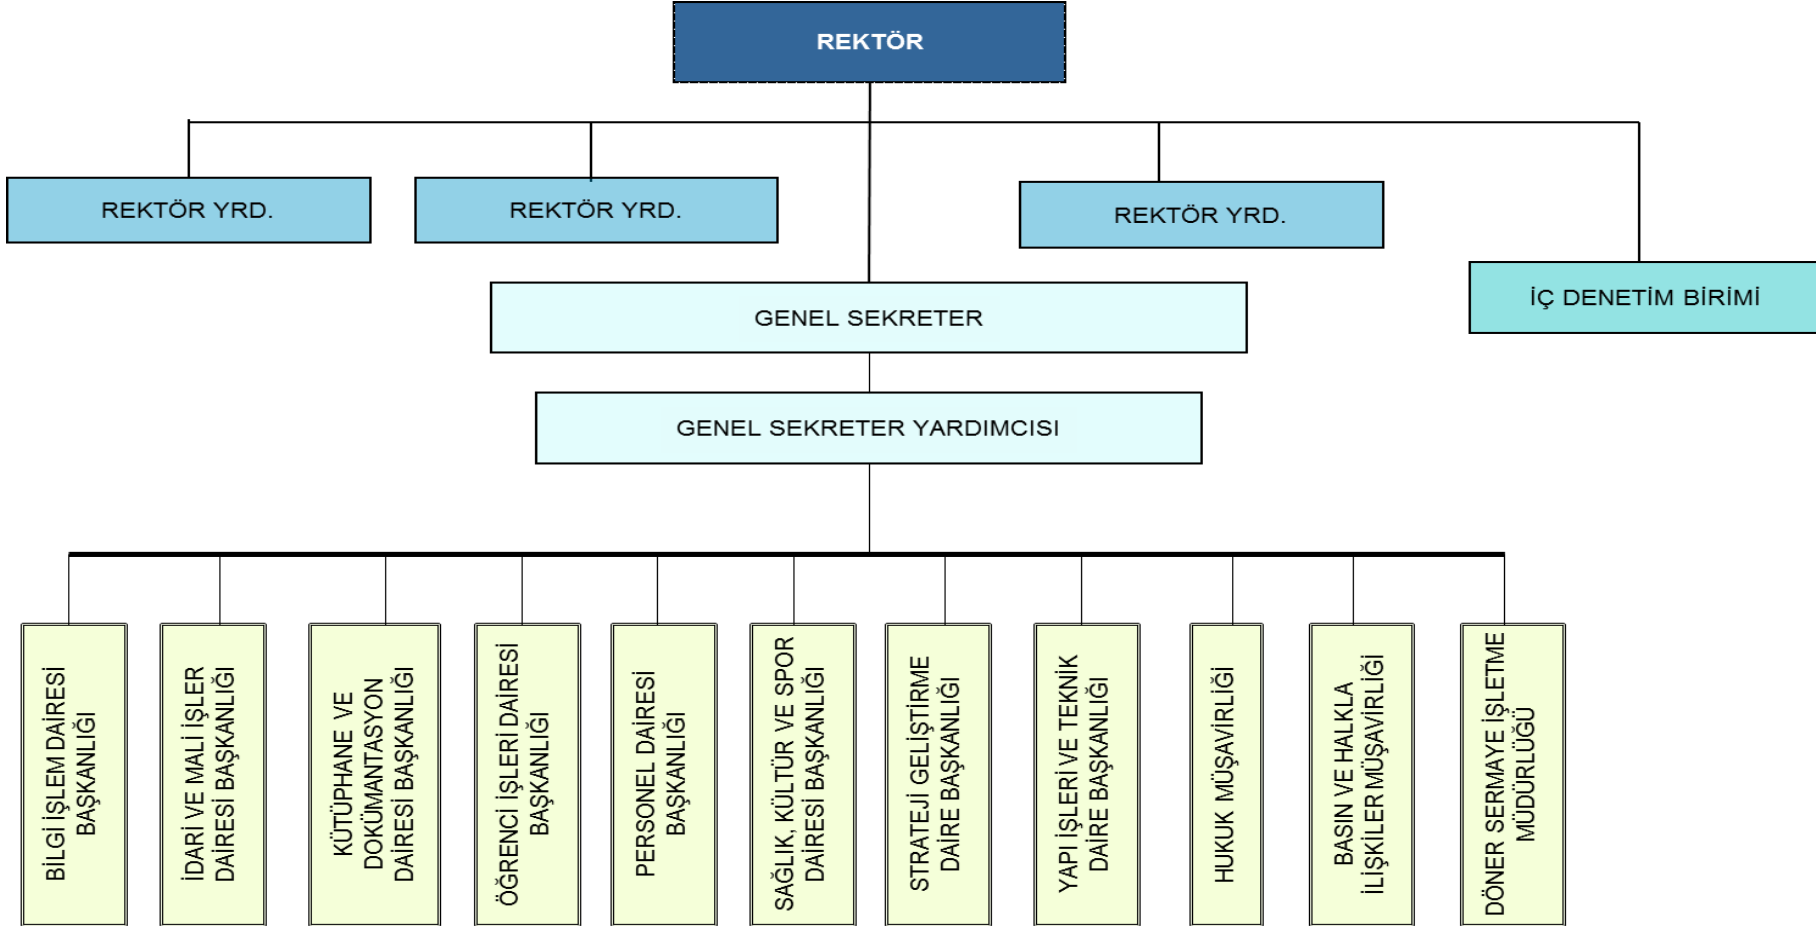 REKTÖR
REKTÖR YRD.
REKTÖR YRD.
REKTÖR YRD.
İÇ DENETİM BİRİMİ
GENEL SEKRETER
GENEL SEKRETER YARDIMCISI
BİLGİ İŞLEM DAİRESİ
BAŞKANLIĞI
İDARİ VE MALİ İŞLER
DAİRESİ BAŞKANLIĞI
KÜTÜPHANE VE
DOKÜMANTASYON
DAİRESİ BAŞKANLIĞI
ÖĞRENCİ İŞLERİ DAİRESİ
BAŞKANLIĞI
PERSONEL DAİRESİ
BAŞKANLIĞI
SAĞLIK, KÜLTÜR VE SPOR
DAİRESİ BAŞKANLIĞI
STRATEJİ GELİŞTİRME
DAİRE BAŞKANLIĞI
YAPI İŞLERİ VE TEKNİK
DAİRE BAŞKANLIĞI
HUKUK MÜŞAVİRLİĞİ
BASIN VE HALKLA
İLİŞKİLER MÜŞAVİRLİĞİ
DÖNER SERMAYE İŞLETME
MÜDÜRLÜĞÜ